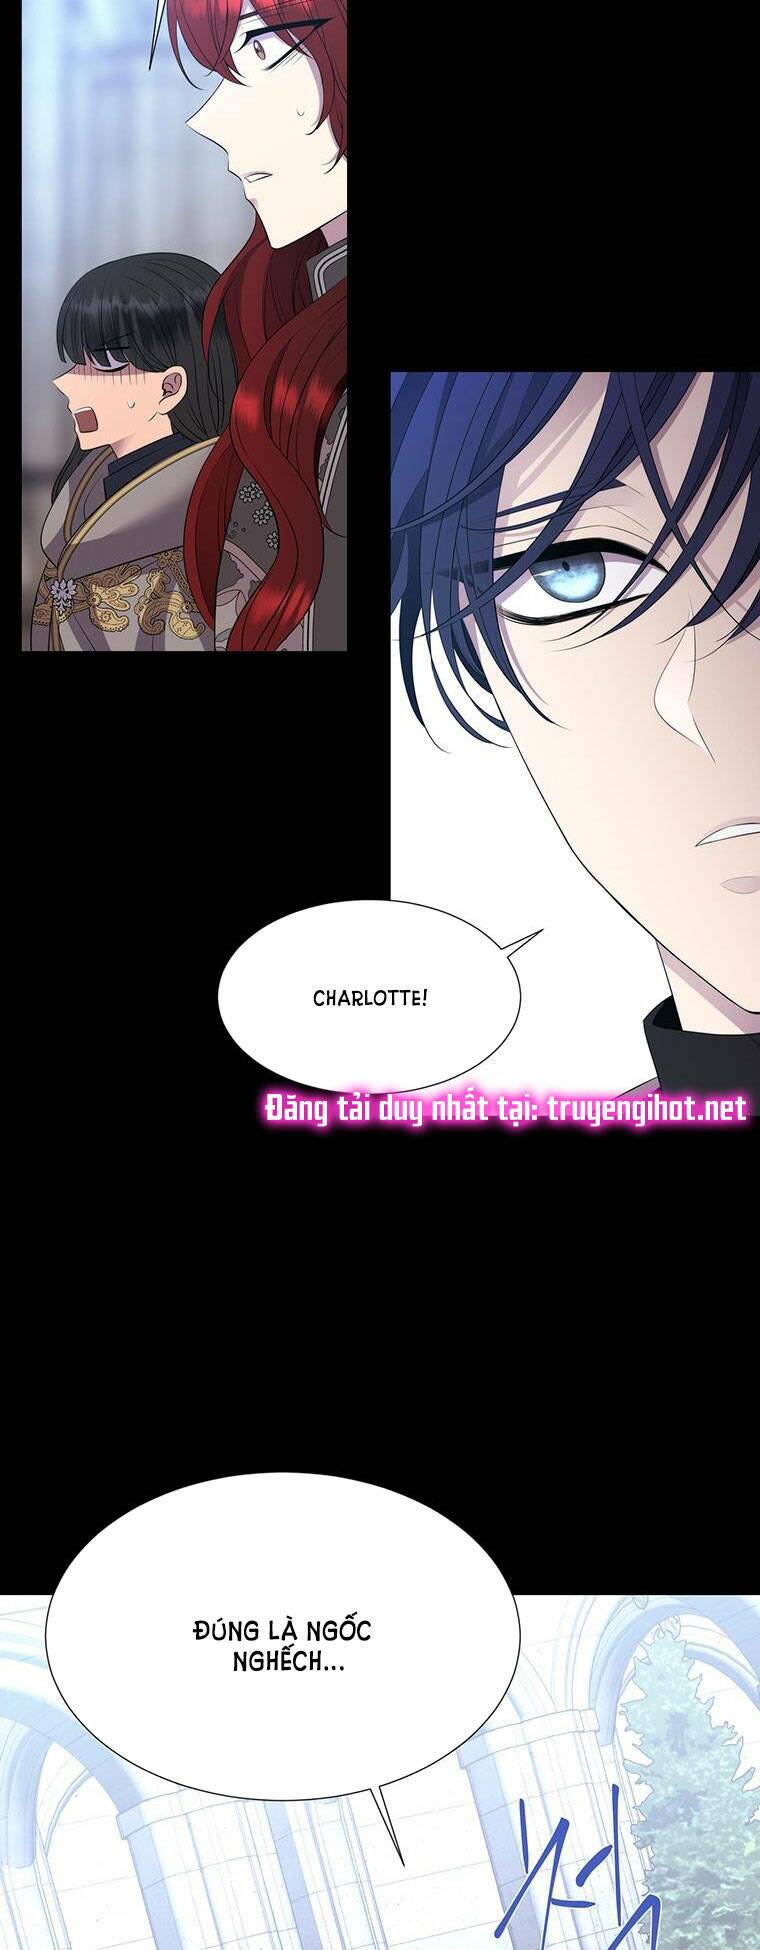 CHARLOTTE!
Đăng tải duy nhất tại: truyengihot.net
ĐÚNG LÀ NGỐC
NGHẾCH...